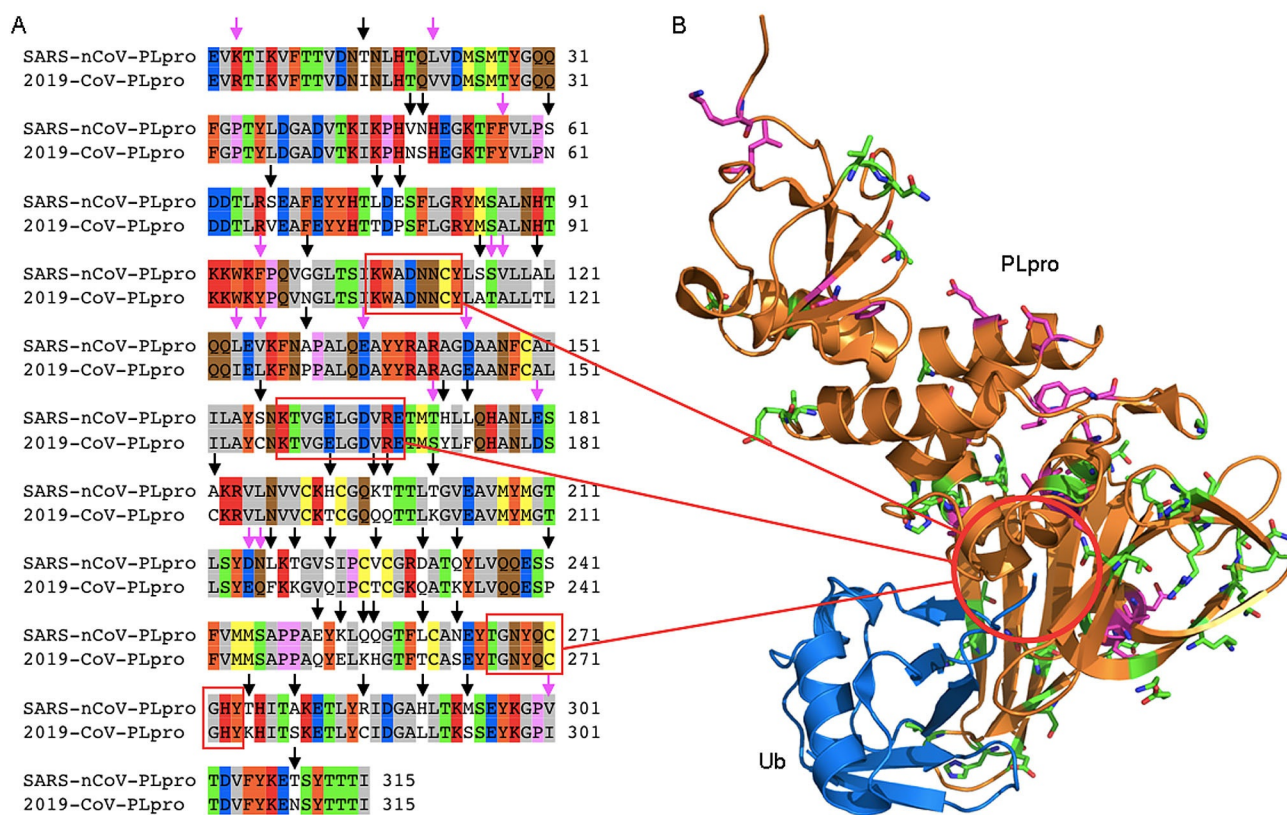 A
B
SARS-nCoV-PLpro EVKTIKVFTTVDNTNLHTQLVDMSMTYGQQ 31
2019-CoV-PLpro EVRTIKVFTTVDNINLHTQVVDMSMTYGQQ 31
SARS-nCoV-PLpro FGPTYLDGADVTKIKPHVNHEGKTFFVLPS 61
2019-CoV-PLpro FGPTYLDGADVTKIKPHNSHEGKTFYVLPN 61
SARS-nCoV-PLpro DDTLRSEAFEYYHTLDESFLGRYMSALNHT 91
2019-CoV-PLpro DDTLRVEAFEYYHTTDPSFLGRYMSALNHT 91
SARS-nCoV-PLpro KKWKFPQVGGLTSIKWADNNCYLSSVLLAL 121
2019-CoV-PLpro KKWKYPQVNGLTSIKWADNNCYLATALLTL 121
SARS-nCoV-PLpro QQLEVKFNAPALQEAYYRARAGDAANFCAL 151
2019-CoV-PLpro QQIELKFNPPALQDAYYRARAGEAANFCAL 151
SARS-nCoV-PLpro ILAYSNKTVGELGDVRETMTHLLQHANLES 181
2019-CoV-PLpro ILAYCNKTVGELGDVRETMSYLFQHANLDS 181
SARS-nCoV-PLpro AKRVLNVVCKHCGQKTTTLTGVEAVMYMGT 211
2019-CoV-PLpro CKRVLNVVCKTCGQQQTTLKGVEAVMYMGT 211
SARS-nCoV-PLpro LSYDNLKTGVSIPCVCGRDATQYLVQQESS 241
2019-CoV-PLpro LSYEQFKKGVQIPCTCGKQATKYLVQQESP 241
SARS-nCoV-PLpro FVMMSAPPAEYKLQQGTFLCANEYTGNYQC 271
2019-CoV-PLpro FVMMSAPPAQYELKHGTFTCASEYTGNYQC 271
SARS-nCoV-PLpro GHYTHITAKETLYRIDGAHLTKMSEYKGPV 301
2019-CoV-PLpro GHYKHITSKETLYCIDGALLTKSSEYKGPI 301
SARS-nCoV-PLpro TDVFYKETSYTTTI 315
2019-CoV-PLpro TDVFYKENSYTTTI 315
PLpro
Ub